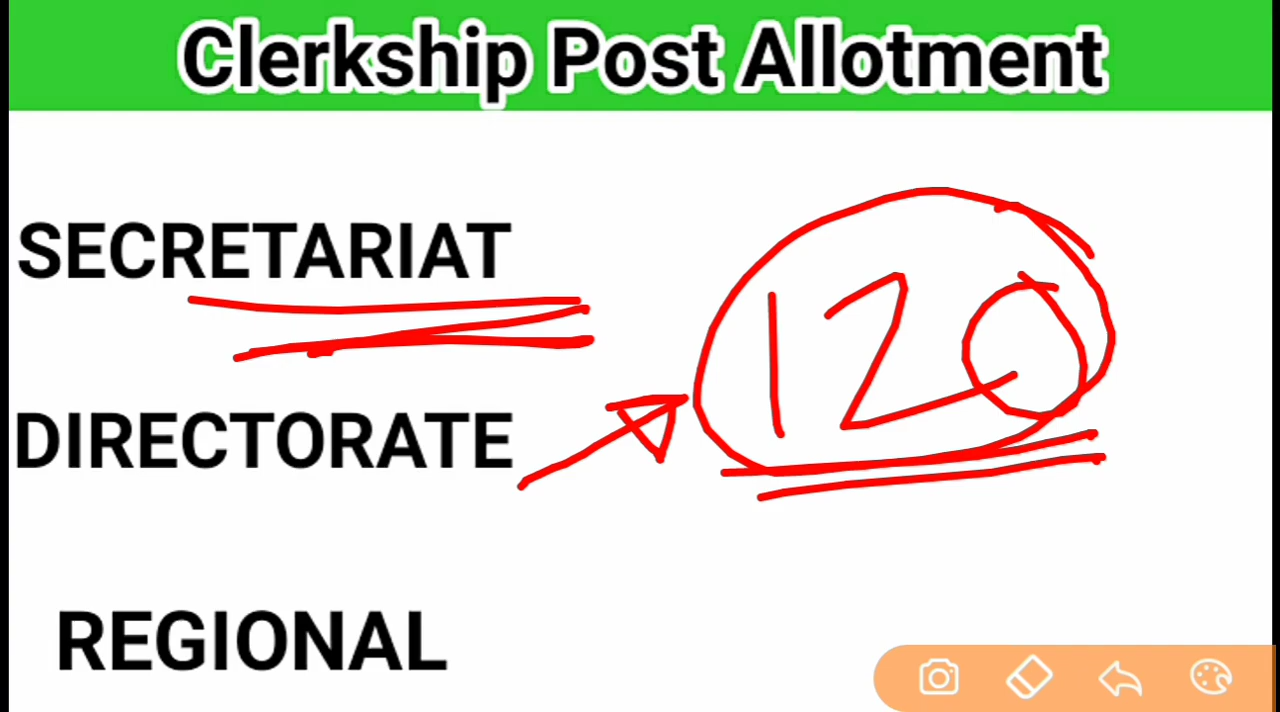 Clerkship Post Allotment
SECRETARIAT
120
DIRECTORATE
REGIONAL